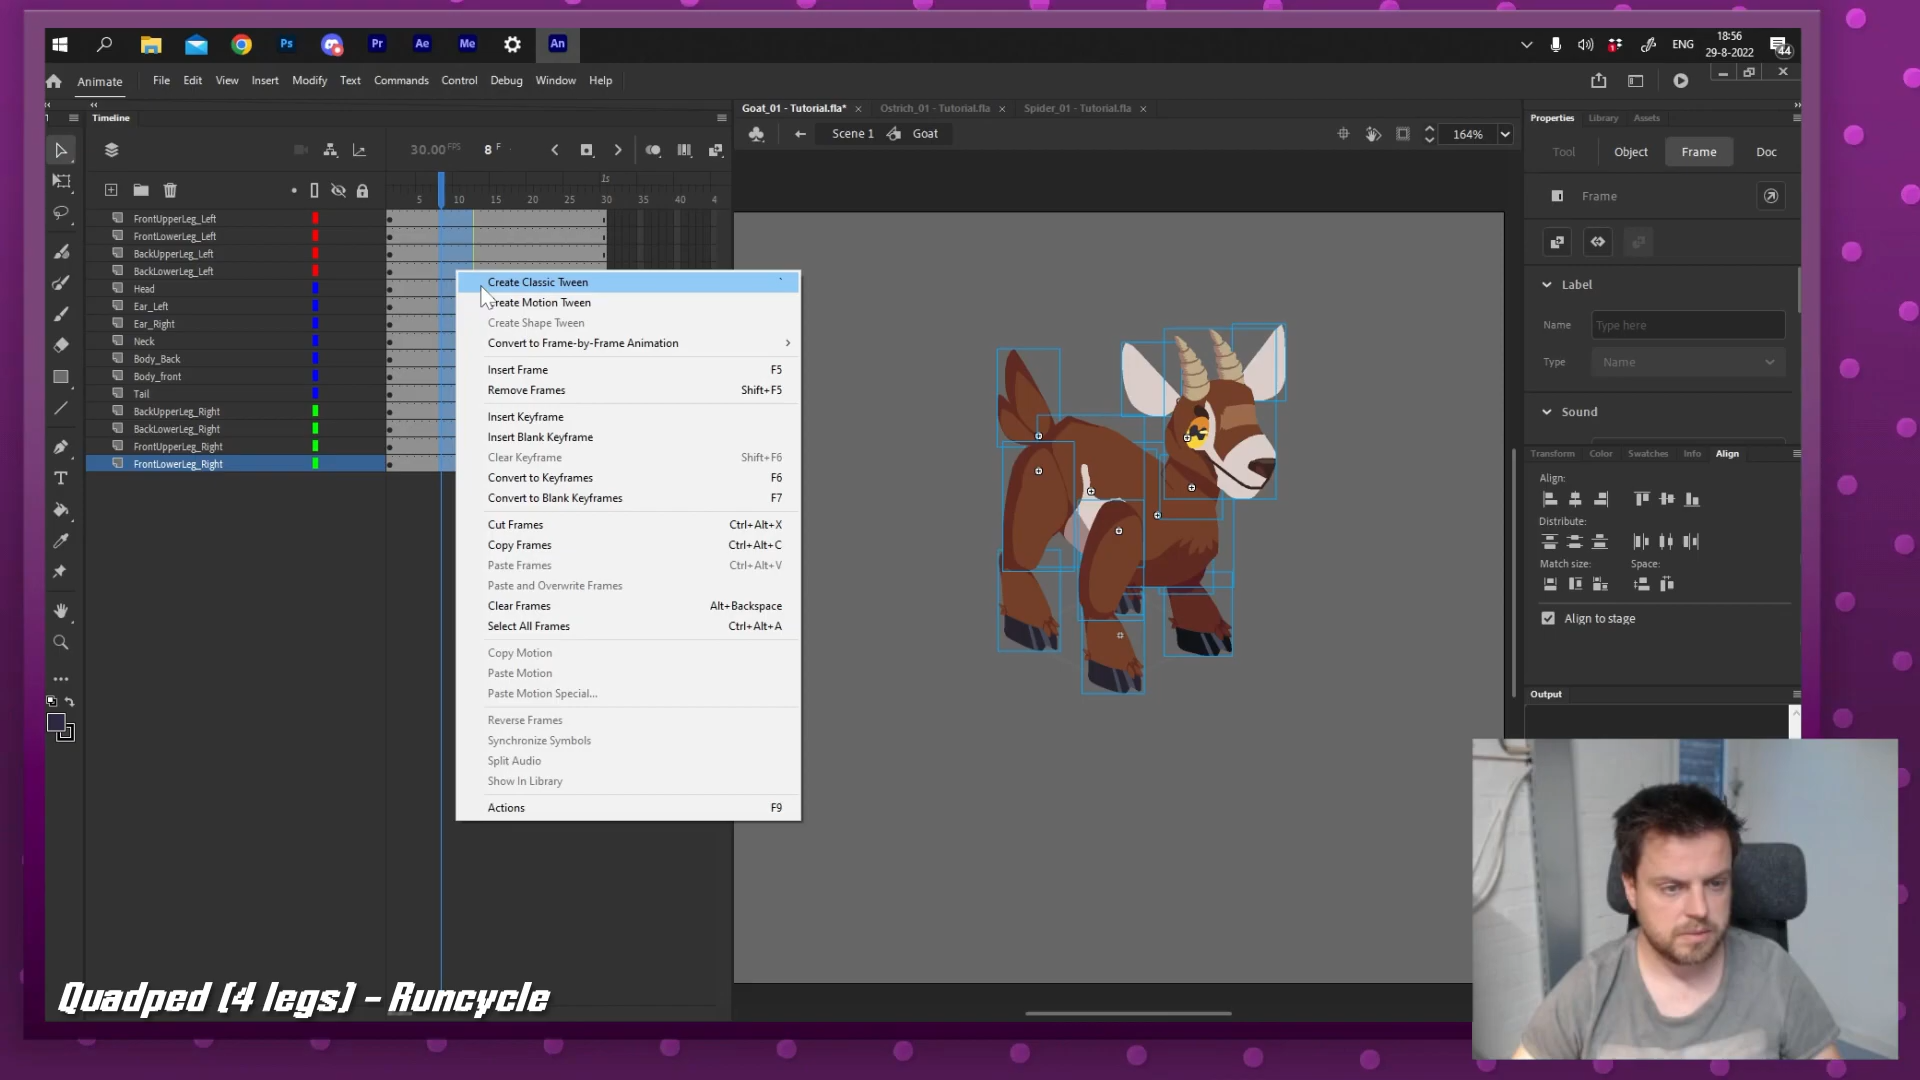 Ps
Pr
Ae
Me
An
ENG
18:56
29-8-2022
44
Animate
File Edit View Insert Modify Text Commands Control Debug Window Help
Timeline
Goat_01 - Tutorial.fla*
Ostrich_01 - Tutorial.fla
Spider_01 - Tutorial.fla
Properties Library Assets
30.00 FPS 8 F
Scene 1 Goat
164%
Tool Object Frame Doc
1s
5 10 15 20 25 30 35 40 4
Frame
FrontUpperLeg_Left
FrontLowerLeg_Left
BackUpperLeg_Left
BackLowerLeg_Left
Head
Ear_Left
Ear_Right
Neck
Body_Back
Body_front
Tail
BackUpperLeg_Right
BackLowerLeg_Right
FrontUpperLeg_Right
FrontLowerLeg_Right
Create Classic Tween `
Create Motion Tween
Create Shape Tween
Convert to Frame-by-Frame Animation
Insert Frame F5
Remove Frames Shift+F5
Insert Keyframe
Insert Blank Keyframe
Clear Keyframe Shift+F6
Convert to Keyframes F6
Convert to Blank Keyframes F7
Cut Frames Ctrl+Alt+X
Copy Frames Ctrl+Alt+C
Paste Frames Ctrl+Alt+V
Paste and Overwrite Frames
Clear Frames Alt+Backspace
Select All Frames Ctrl+Alt+A
Copy Motion
Paste Motion
Paste Motion Special...
Reverse Frames
Synchronize Symbols
Split Audio
Show In Library
Actions F9
Label
Name Type here
Type Name
Sound
Transform Color Swatches Info Align
Align:
Distribute:
Match size: Space:
Align to stage
Output
Quadped (4 legs) - Runcycle